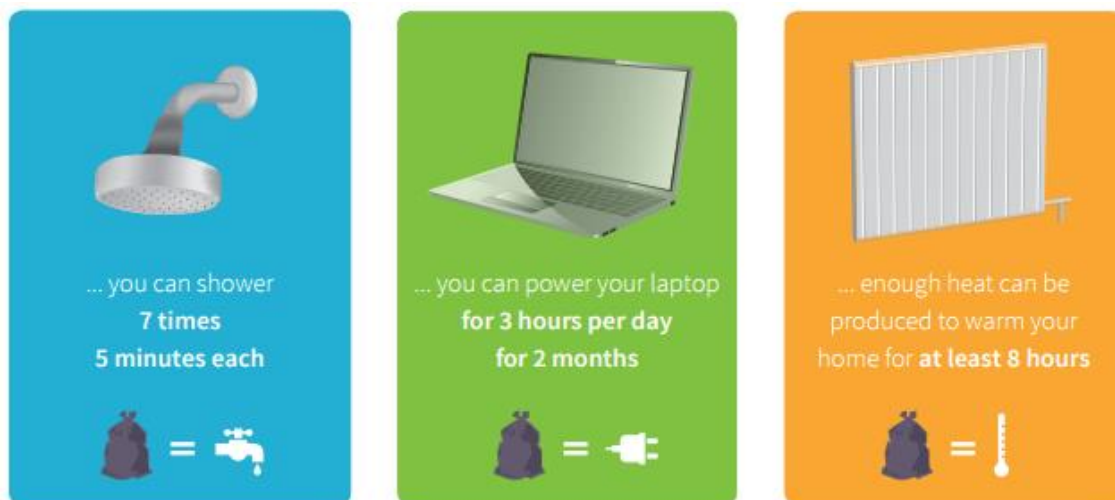 ... you can shower
7 times
5 minutes each
=
... you can power your laptop
for 3 hours per day
for 2 months
=
... enough heat can be
produced to warm your
home for at least 8 hours
=